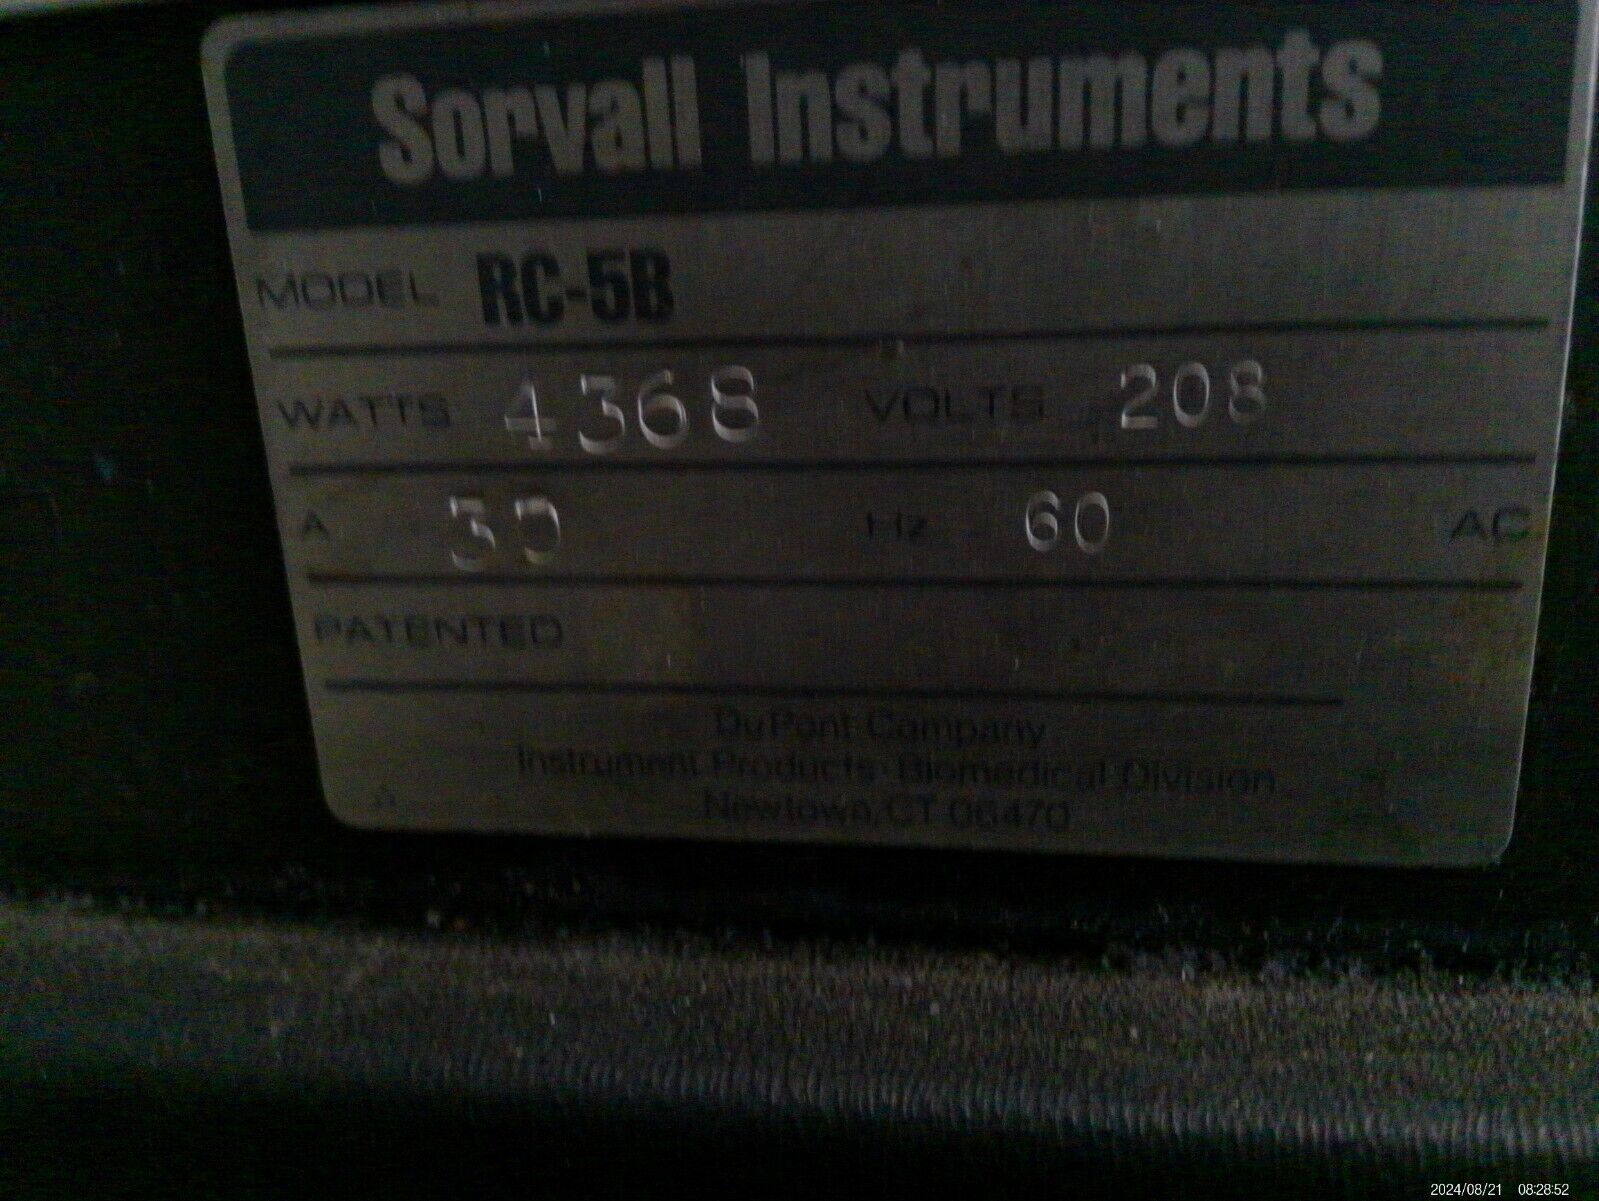 Sorvall Instruments
MODEL RC-5B
WATTS 4368 VOLTS 208
A 30 Hz 60 AC
PATENTED
DuPont Company
Instrument Products Biomedical Division
Newtown, CT 06470
2024/08/21 08:28:52